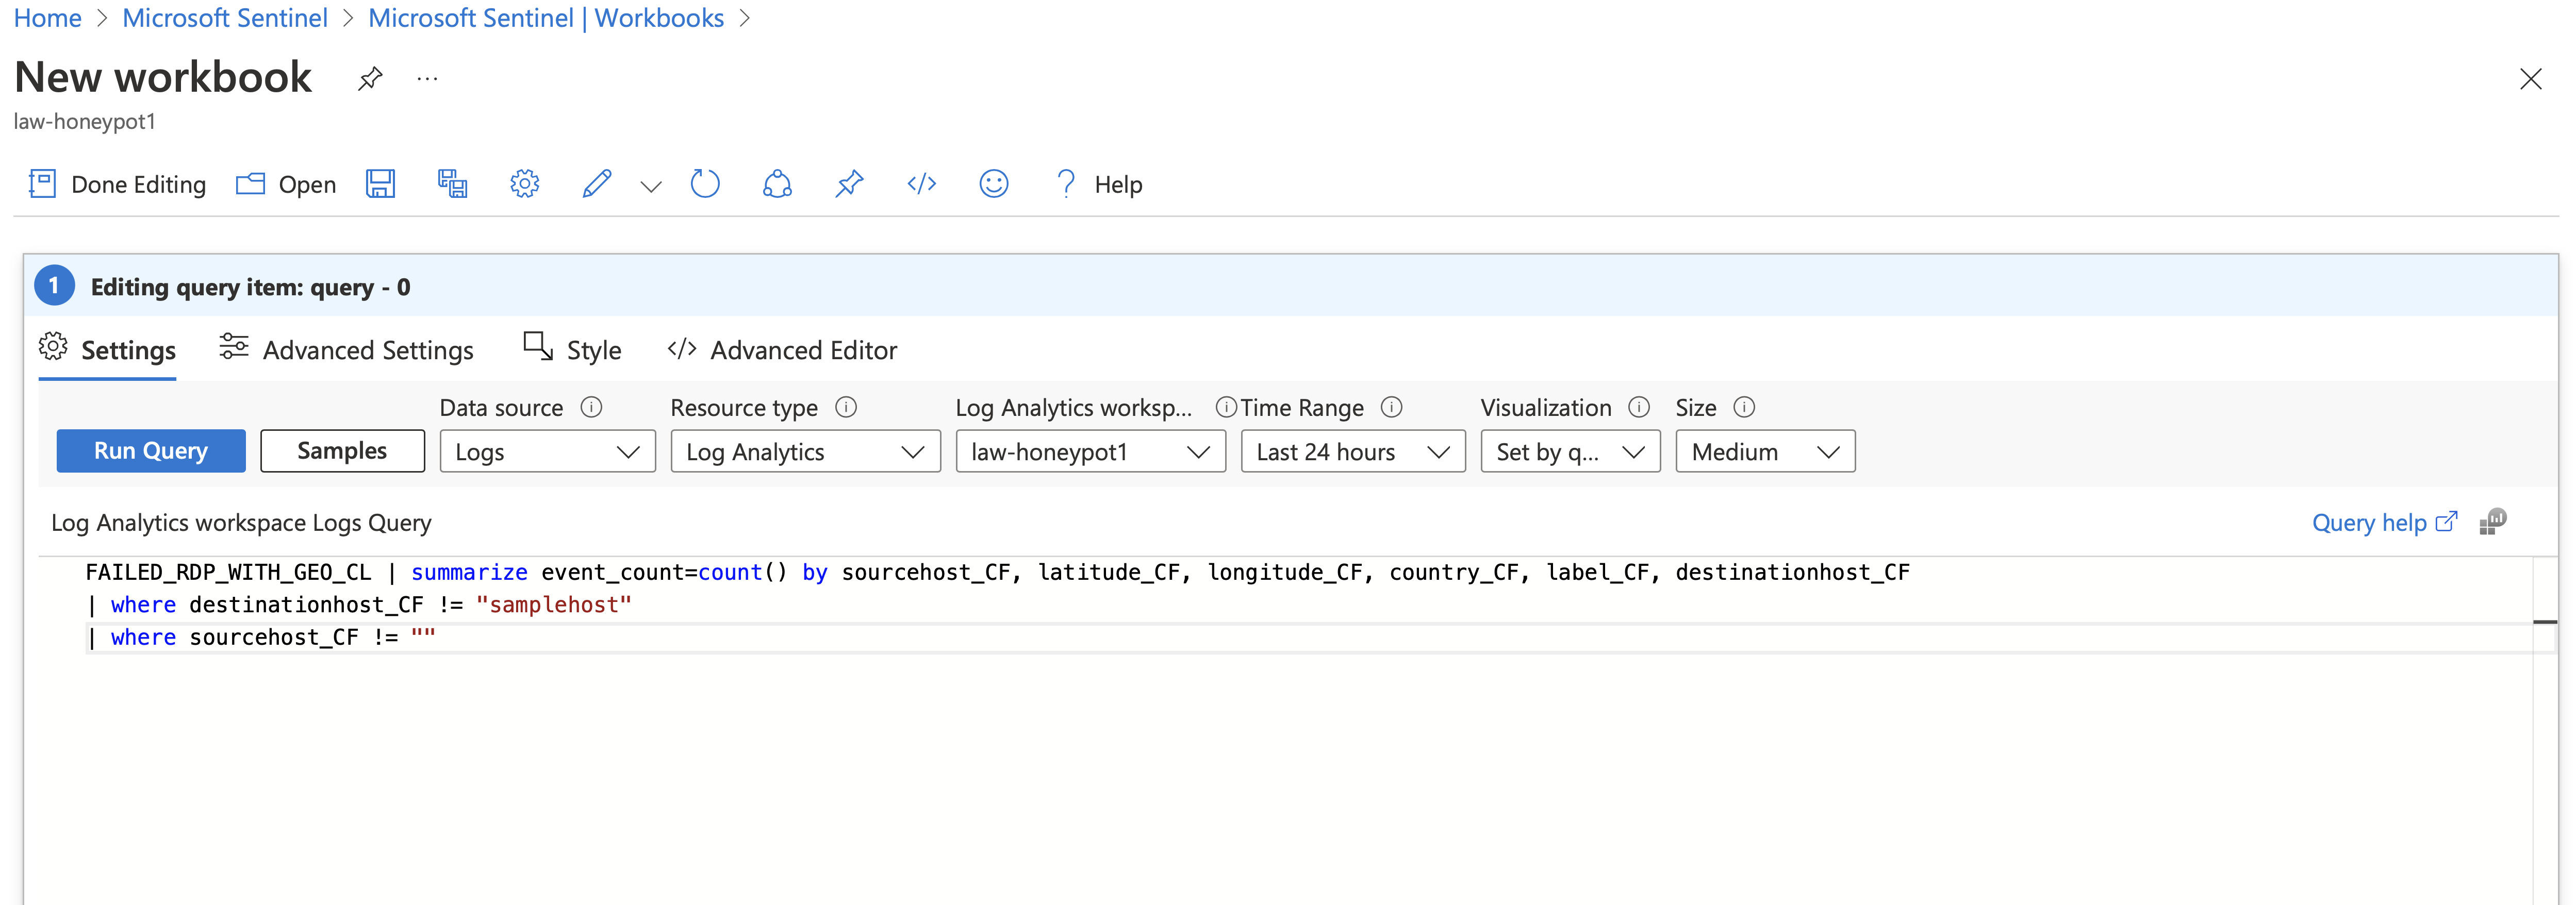 Home > Microsoft Sentinel > Microsoft Sentinel | Workbooks >
New workbook ...
law-honeypot1
Done Editing Open Help
1 Editing query item: query - 0
Settings Advanced Settings Style Advanced Editor
Data source Resource type Log Analytics worksp... Time Range Visualization Size
Run Query Samples Logs Log Analytics law-honeypot1 Last 24 hours Set by q... Medium
Log Analytics workspace Logs Query Query help
FAILED_RDP_WITH_GEO_CL | summarize event_count=count() by sourcehost_CF, latitude_CF, longitude_CF, country_CF, label_CF, destinationhost_CF
| where destinationhost_CF != "samplehost"
| where sourcehost_CF != ""